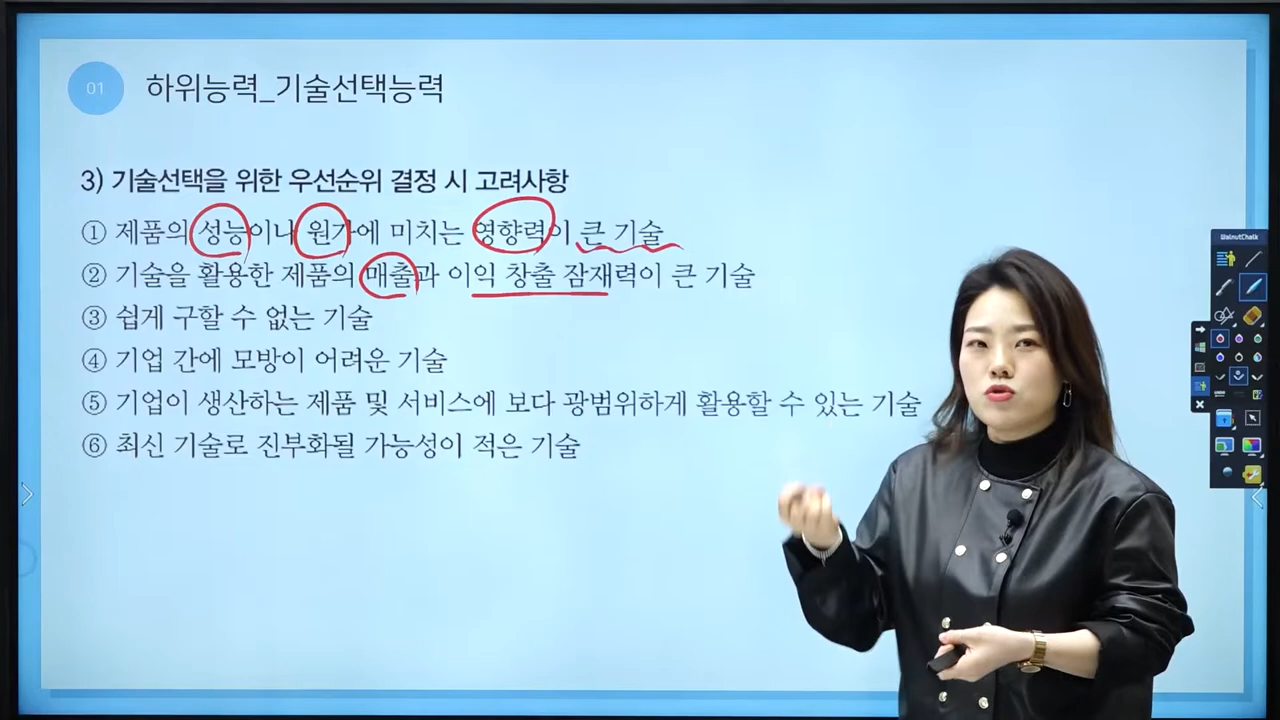 01 하위능력_기술선택능력
3) 기술선택을 위한 우선순위 결정 시 고려사항
① 제품의 성능이나 원가에 미치는 영향력이 큰 기술
② 기술을 활용한 제품의 매출과 이익 창출 잠재력이 큰 기술
③ 쉽게 구할 수 없는 기술
④ 기업 간에 모방이 어려운 기술
⑤ 기업이 생산하는 제품 및 서비스에 보다 광범위하게 활용할 수 있는 기술
⑥ 최신 기술로 진부화될 가능성이 적은 기술
WalnutChalk